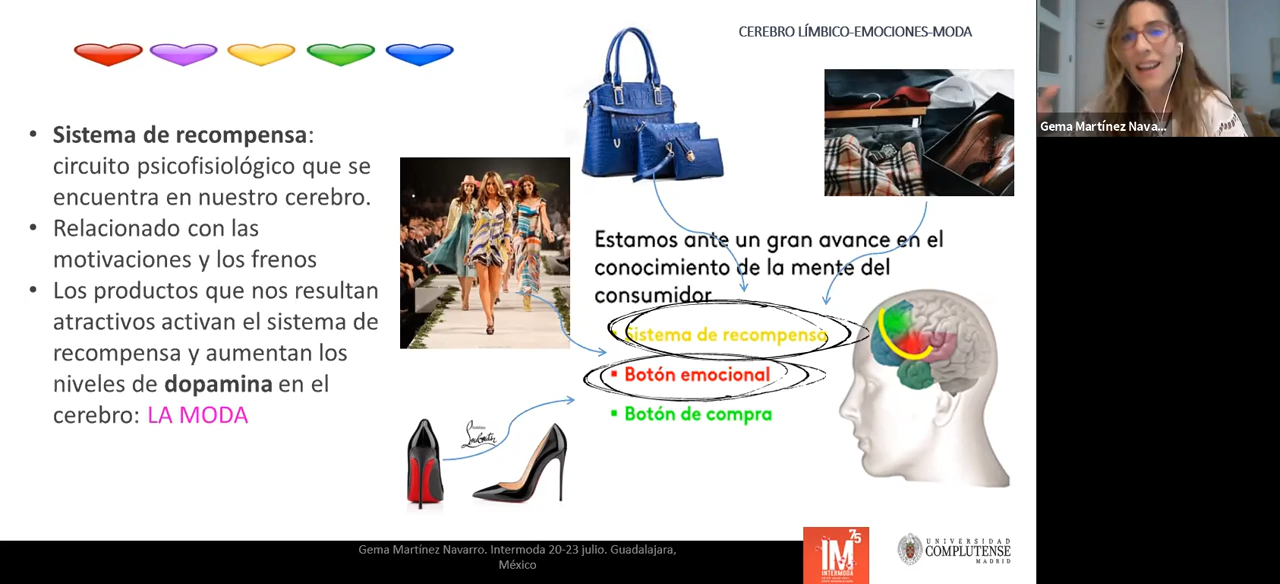 CEREBRO LÍMBICO-EMOCIONES-MODA
• Sistema de recompensa:
circuito psicofisiológico que se
encuentra en nuestro cerebro.
• Relacionado con las
motivaciones y los frenos
• Los productos que nos resultan
atractivos activan el sistema de
recompensa y aumentan los
niveles de dopamina en el
cerebro: LA MODA
Estamos ante un gran avance en el
conocimiento de la mente del
consumidor
Sistema de recompensa
▪ Botón emocional
▪ Botón de compra
Louboutin
Gema Martínez Navarro. Intermoda 20-23 julio. Guadalajara,
México
IM 75
INTERMODA
UNIVERSIDAD
COMPLUTENSE
MADRID
Gema Martínez Nava...